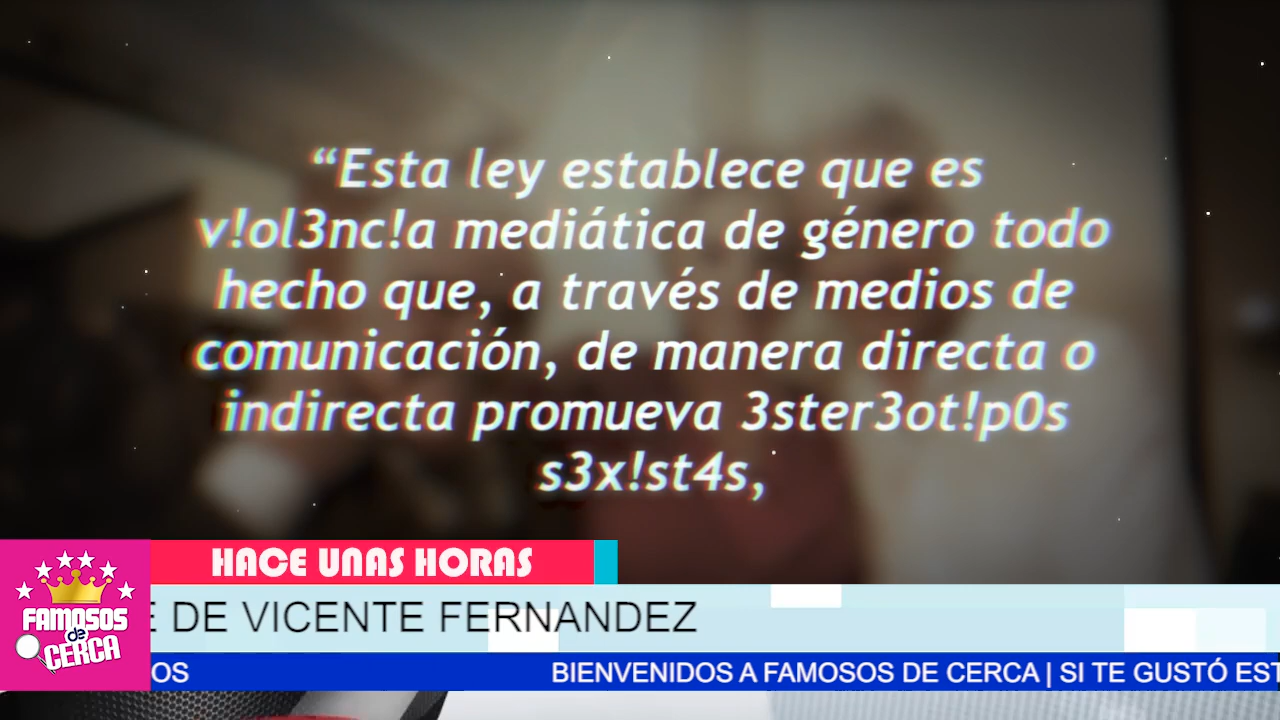 “Esta ley establece que es
v!ol3nc!a mediática de género todo
hecho que, a través de medios de
comunicación, de manera directa o
indirecta promueva 3ster3ot!p0s
s3x!st4s,
HACE UNAS HORAS
DE VICENTE FERNANDEZ
FAMOSOS
de
CERCA
BIENVENIDOS A FAMOSOS DE CERCA | SI TE GUSTÓ